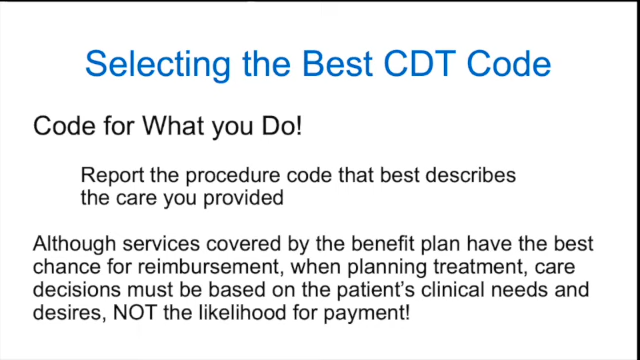 Selecting the Best CDT Code
Code for What you Do!
Report the procedure code that best describes
the care you provided
Although services covered by the benefit plan have the best
chance for reimbursement, when planning treatment, care
decisions must be based on the patient's clinical needs and
desires, NOT the likelihood for payment!